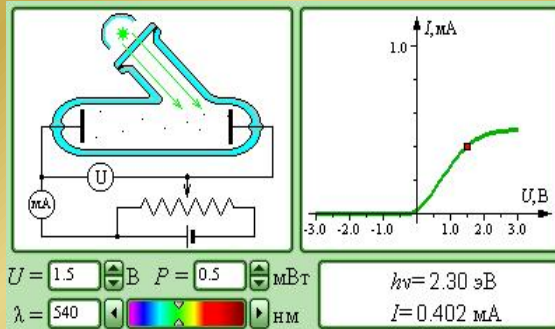 I,мА
1.0
U
мА
U,В
-3.0 -2.0 -1.0 0 1.0 2.0 3.0
U = 1.5 В P = 0.5 мВт
λ = 540 нм
hν = 2.30 эВ
I = 0.402 мА